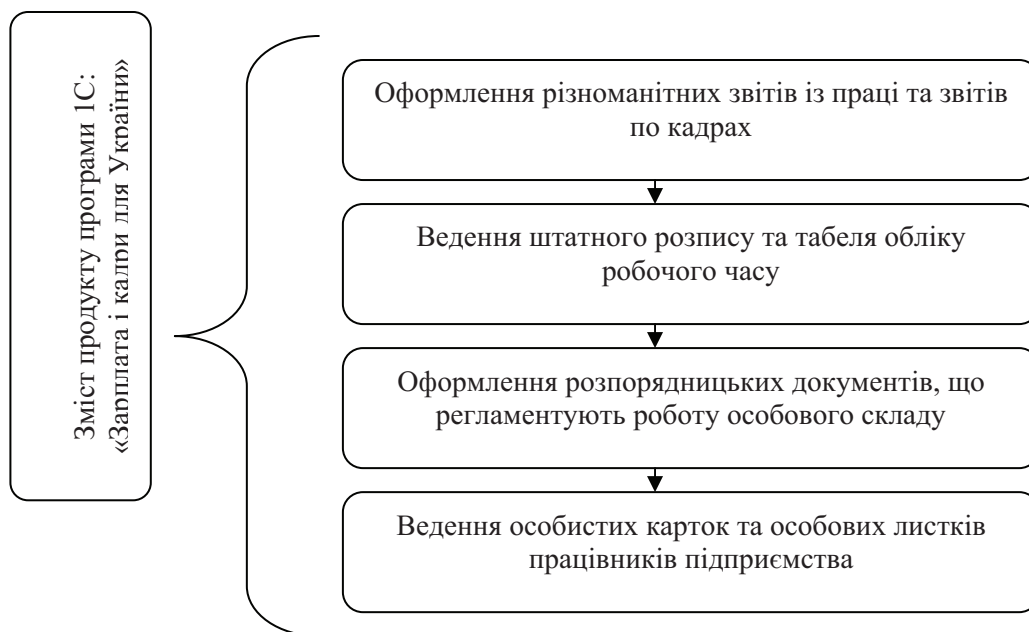 Зміст продукту програми 1С:
«Зарплата і кадри для України»
Оформлення різноманітних звітів із праці та звітів
по кадрах
Ведення штатного розпису та табеля обліку
робочого часу
Оформлення розпорядницьких документів, що
регламентують роботу особового складу
Ведення особистих карток та особових листків
працівників підприємства